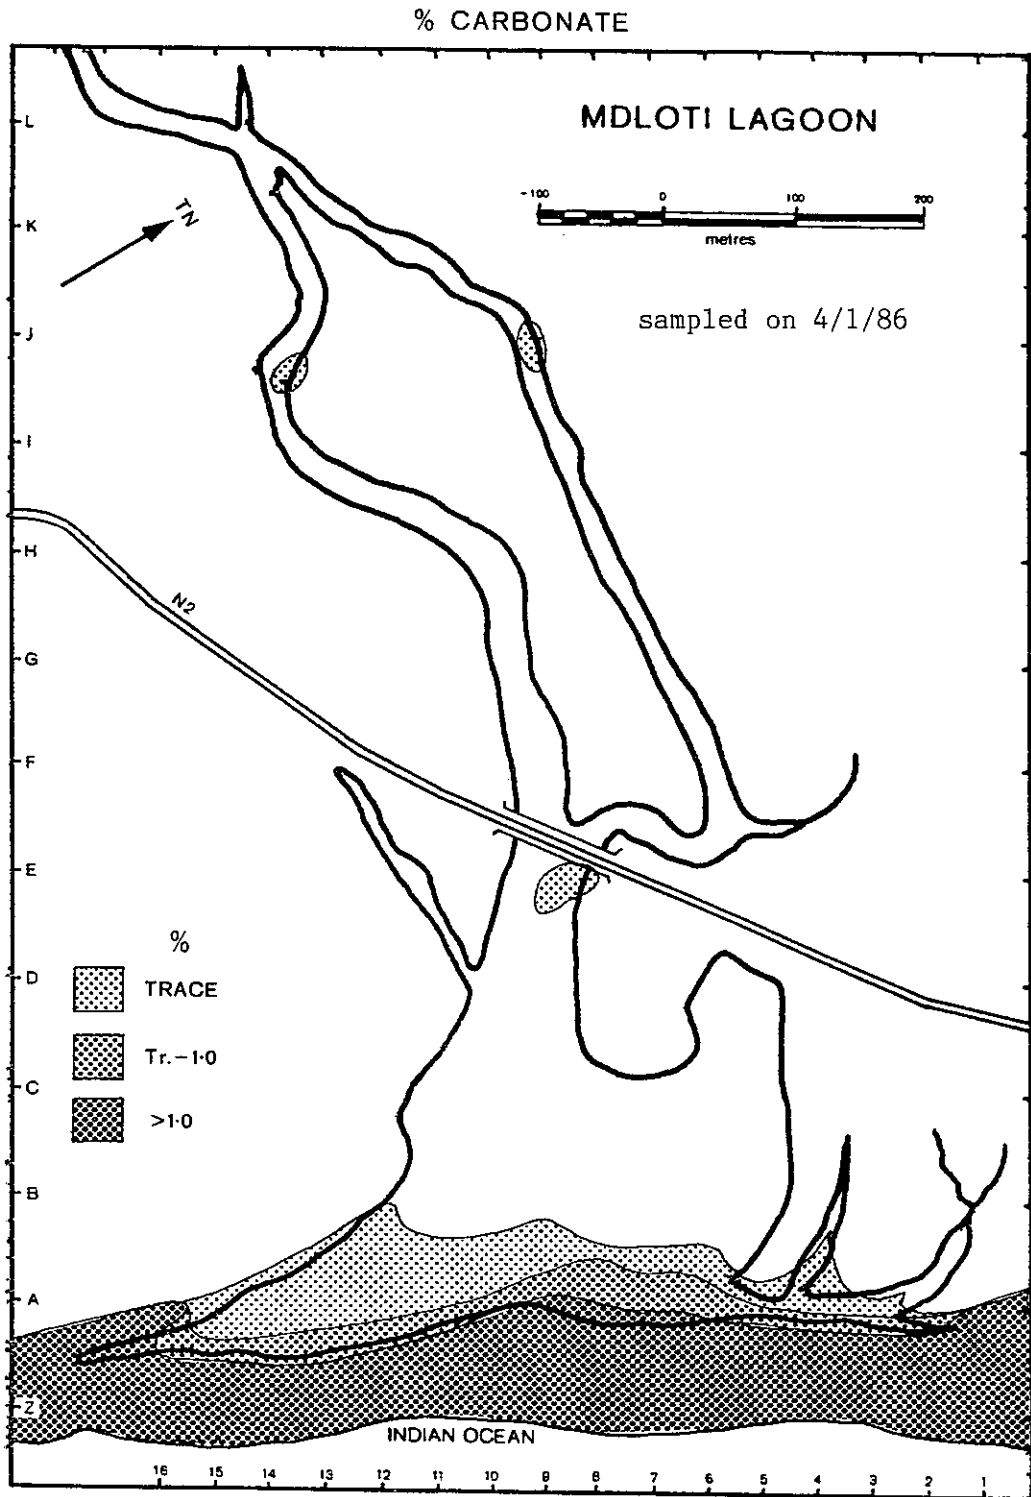 % CARBONATE
MDLOTI LAGOON
-100 0 100 200
metres
TN
sampled on 4/1/86
L
K
J
I
H
N2
G
F
E
%
D
TRACE
Tr.-1·0
C
>1·0
B
A
Z
INDIAN OCEAN
16 15 14 13 12 11 10 9 8 7 6 5 4 3 2 1